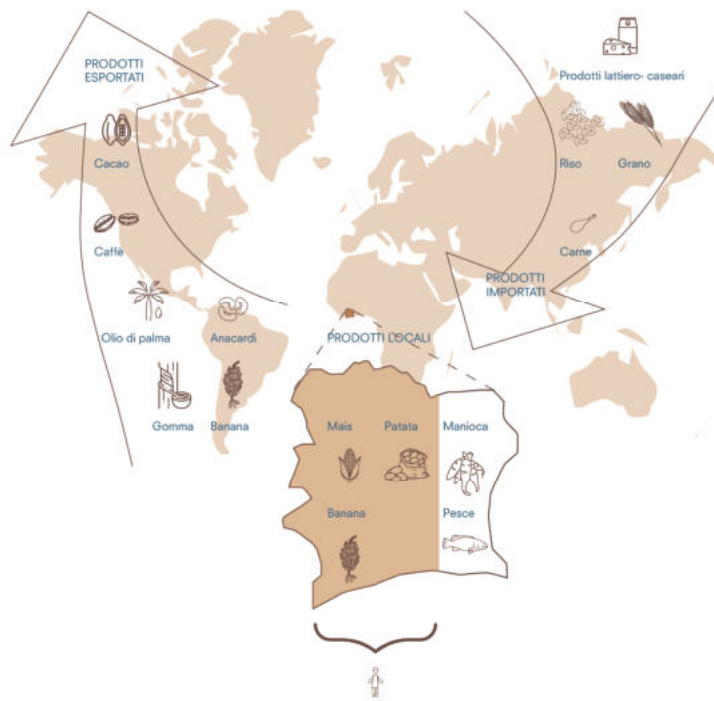 PRODOTTI
ESPORTATI
Cacao
Caffè
Olio di palma
Anacardi
Gomma
Banana
Prodotti lattiero- caseari
Riso
Grano
Carne
PRODOTTI
IMPORTATI
PRODOTTI LOCALI
Mais
Patata
Manioca
Banana
Pesce